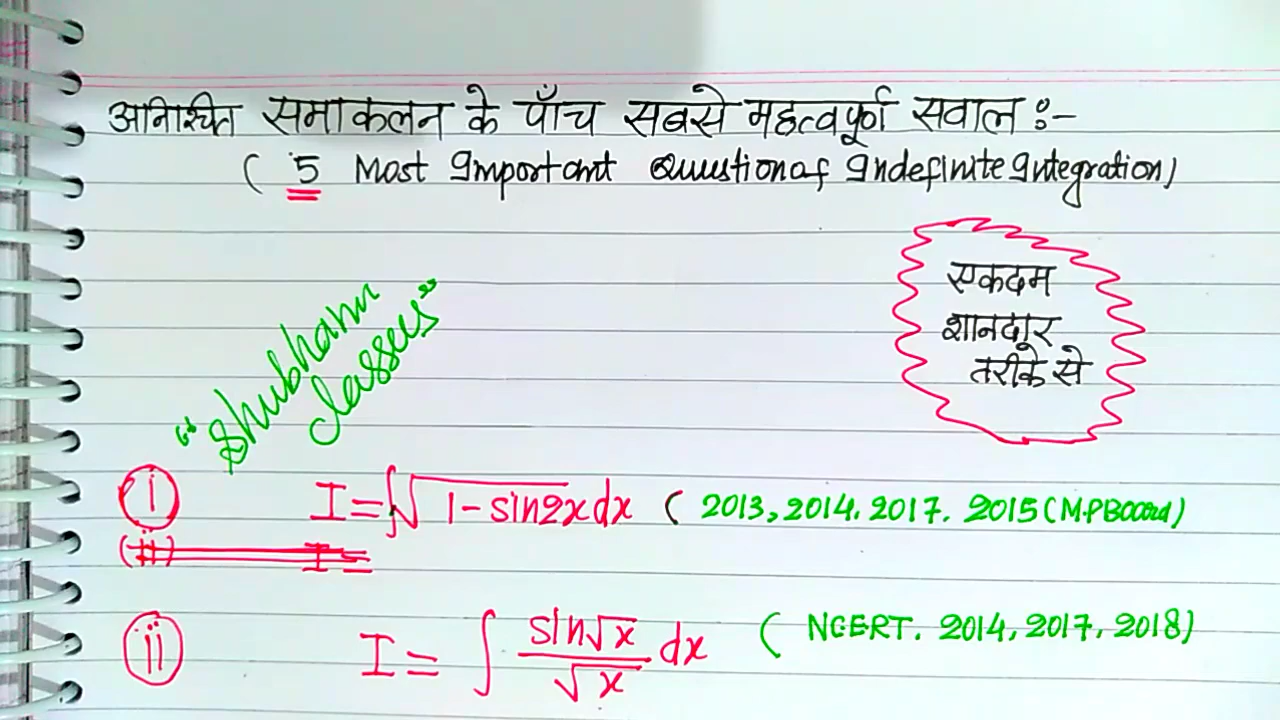 अनिश्चित समाकलन के पाँच सबसे महत्वपूर्ण सवाल :-
( 5 Most Important Question of Indefinite Integration)
एकदम
शानदार
तरीके से
"Shubham
classes"
(i) I = ∫√1-sin2x dx ( 2013, 2014. 2017. 2015 (M.P Board)
(ii) I =
(ii) I = ∫ sin√x / √x dx ( NCERT. 2014, 2017, 2018)